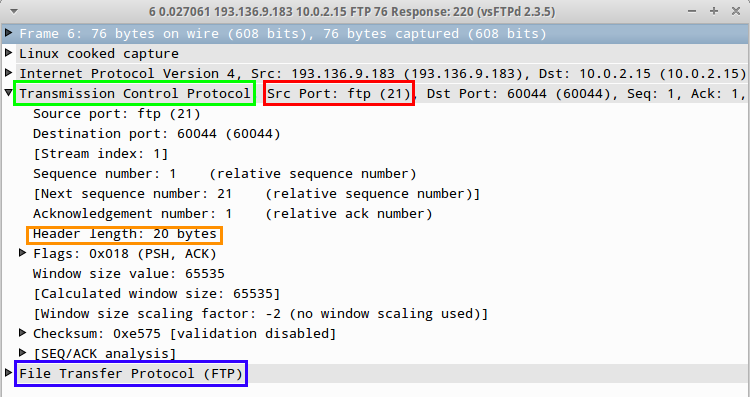 6 0.027061 193.136.9.183 10.0.2.15 FTP 76 Response: 220 (vsFTPd 2.3.5)
Frame 6: 76 bytes on wire (608 bits), 76 bytes captured (608 bits)
Linux cooked capture
Internet Protocol Version 4, Src: 193.136.9.183 (193.136.9.183), Dst: 10.0.2.15 (10.0.2.15)
Transmission Control Protocol Src Port: ftp (21), Dst Port: 60044 (60044), Seq: 1, Ack: 1,
Source port: ftp (21)
Destination port: 60044 (60044)
[Stream index: 1]
Sequence number: 1 (relative sequence number)
[Next sequence number: 21 (relative sequence number)]
Acknowledgement number: 1 (relative ack number)
Header length: 20 bytes
Flags: 0x018 (PSH, ACK)
Window size value: 65535
[Calculated window size: 65535]
[Window size scaling factor: -2 (no window scaling used)]
Checksum: 0xe575 [validation disabled]
[SEQ/ACK analysis]
File Transfer Protocol (FTP)